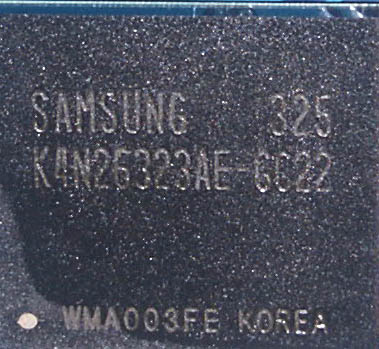 SAMSUNG 325
K4N26323AE-GC22
WMA003FE KOREA